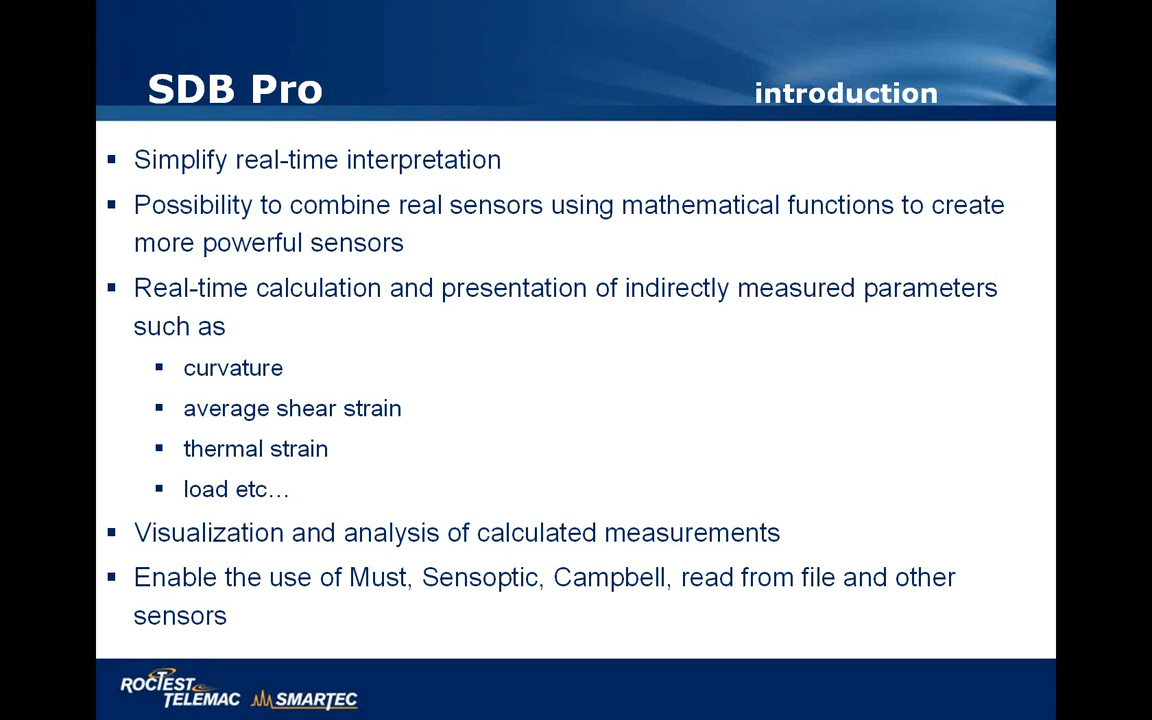 SDB Pro
introduction
▪ Simplify real-time interpretation
▪ Possibility to combine real sensors using mathematical functions to create
more powerful sensors
▪ Real-time calculation and presentation of indirectly measured parameters
such as
▪ curvature
▪ average shear strain
▪ thermal strain
▪ load etc…
▪ Visualization and analysis of calculated measurements
▪ Enable the use of Must, Sensoptic, Campbell, read from file and other
sensors
ROCTEST
TELEMAC
SMARTEC